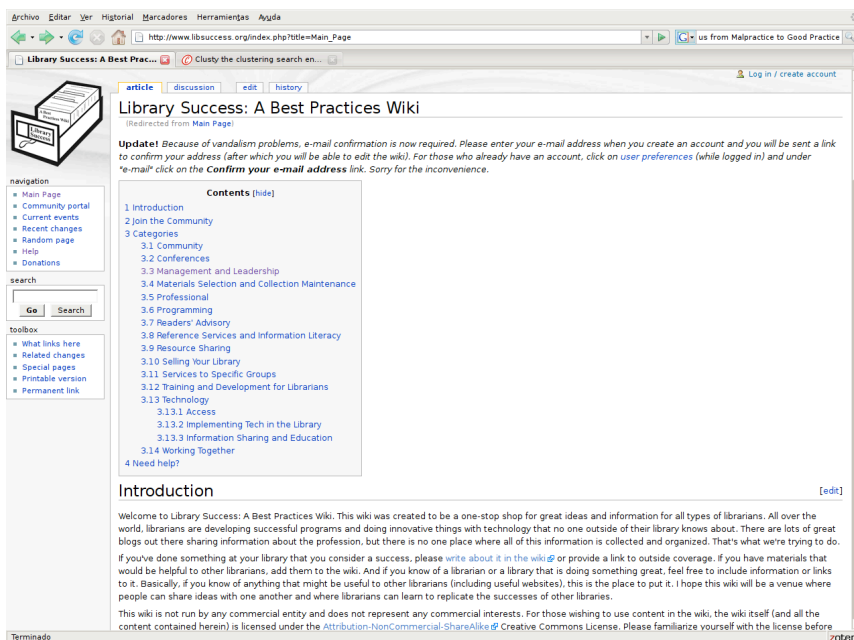 Archivo Editar Ver Historial Marcadores Herramientas Ayuda
http://www.libsuccess.org/index.php?title=Main_Page
us from Malpractice to Good Practice
Library Success: A Best Prac...
Clusty the clustering search en...
Log in / create account
article discussion edit history
Library Success: A Best Practices Wiki
(Redirected from Main Page)
Update! Because of vandalism problems, e-mail confirmation is now required. Please enter your e-mail address when you create an account and you will be sent a link
to confirm your address (after which you will be able to edit the wiki). For those who already have an account, click on user preferences (while logged in) and under
"e-mail" click on the Confirm your e-mail address link. Sorry for the inconvenience.
Library
Success
navigation
Main Page
Community portal
Current events
Recent changes
Random page
Help
Donations
search
Go Search
toolbox
What links here
Related changes
Special pages
Printable version
Permanent link
Contents [hide]
1 Introduction
2 Join the Community
3 Categories
3.1 Community
3.2 Conferences
3.3 Management and Leadership
3.4 Materials Selection and Collection Maintenance
3.5 Professional
3.6 Programming
3.7 Readers' Advisory
3.8 Reference Services and Information Literacy
3.9 Resource Sharing
3.10 Selling Your Library
3.11 Services to Specific Groups
3.12 Training and Development for Librarians
3.13 Technology
3.13.1 Access
3.13.2 Implementing Tech in the Library
3.13.3 Information Sharing and Education
3.14 Working Together
4 Need help?
Introduction
[edit]
Welcome to Library Success: A Best Practices Wiki. This wiki was created to be a one-stop shop for great ideas and information for all types of librarians. All over the
world, librarians are developing successful programs and doing innovative things with technology that no one outside of their library knows about. There are lots of great
blogs out there sharing information about the profession, but there is no one place where all of this information is collected and organized. That's what we're trying to do.
If you've done something at your library that you consider a success, please write about it in the wiki or provide a link to outside coverage. If you have materials that
would be helpful to other librarians, add them to the wiki. And if you know of a librarian or a library that is doing something great, feel free to include information or links
to it. Basically, if you know of anything that might be useful to other librarians (including useful websites), this is the place to put it. I hope this wiki will be a venue where
people can share ideas with one another and where librarians can learn to replicate the successes of other libraries.
This wiki is not run by any commercial entity and does not represent any commercial interests. For those wishing to use content in the wiki, the wiki itself (and all the
content contained herein) is licensed under the Attribution-NonCommercial-ShareAlike Creative Commons License. Please familiarize yourself with the license before
Terminado
zoter